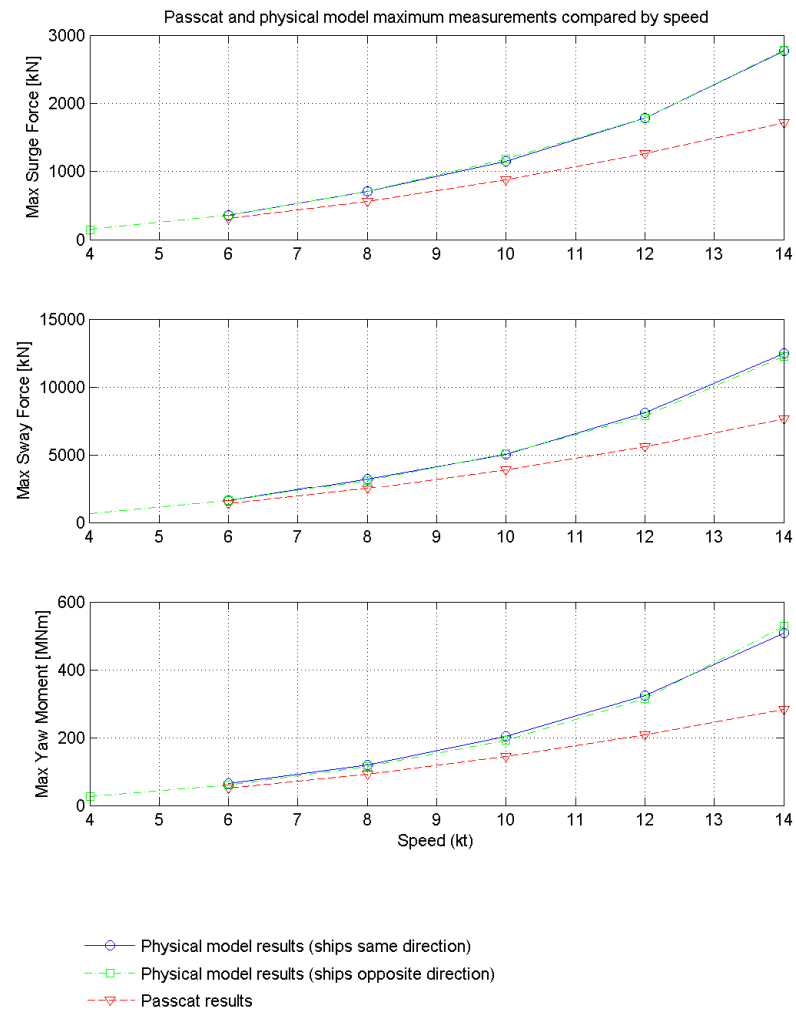 Passcat and physical model maximum measurements compared by speed
Max Surge Force [kN]
3000
2000
1000
0
4 5 6 7 8 9 10 11 12 13 14
Max Sway Force [kN]
15000
10000
5000
0
4 5 6 7 8 9 10 11 12 13 14
Max Yaw Moment [MNm]
600
400
200
0
4 5 6 7 8 9 10 11 12 13 14
Speed (kt)
Physical model results (ships same direction)
Physical model results (ships opposite direction)
Passcat results